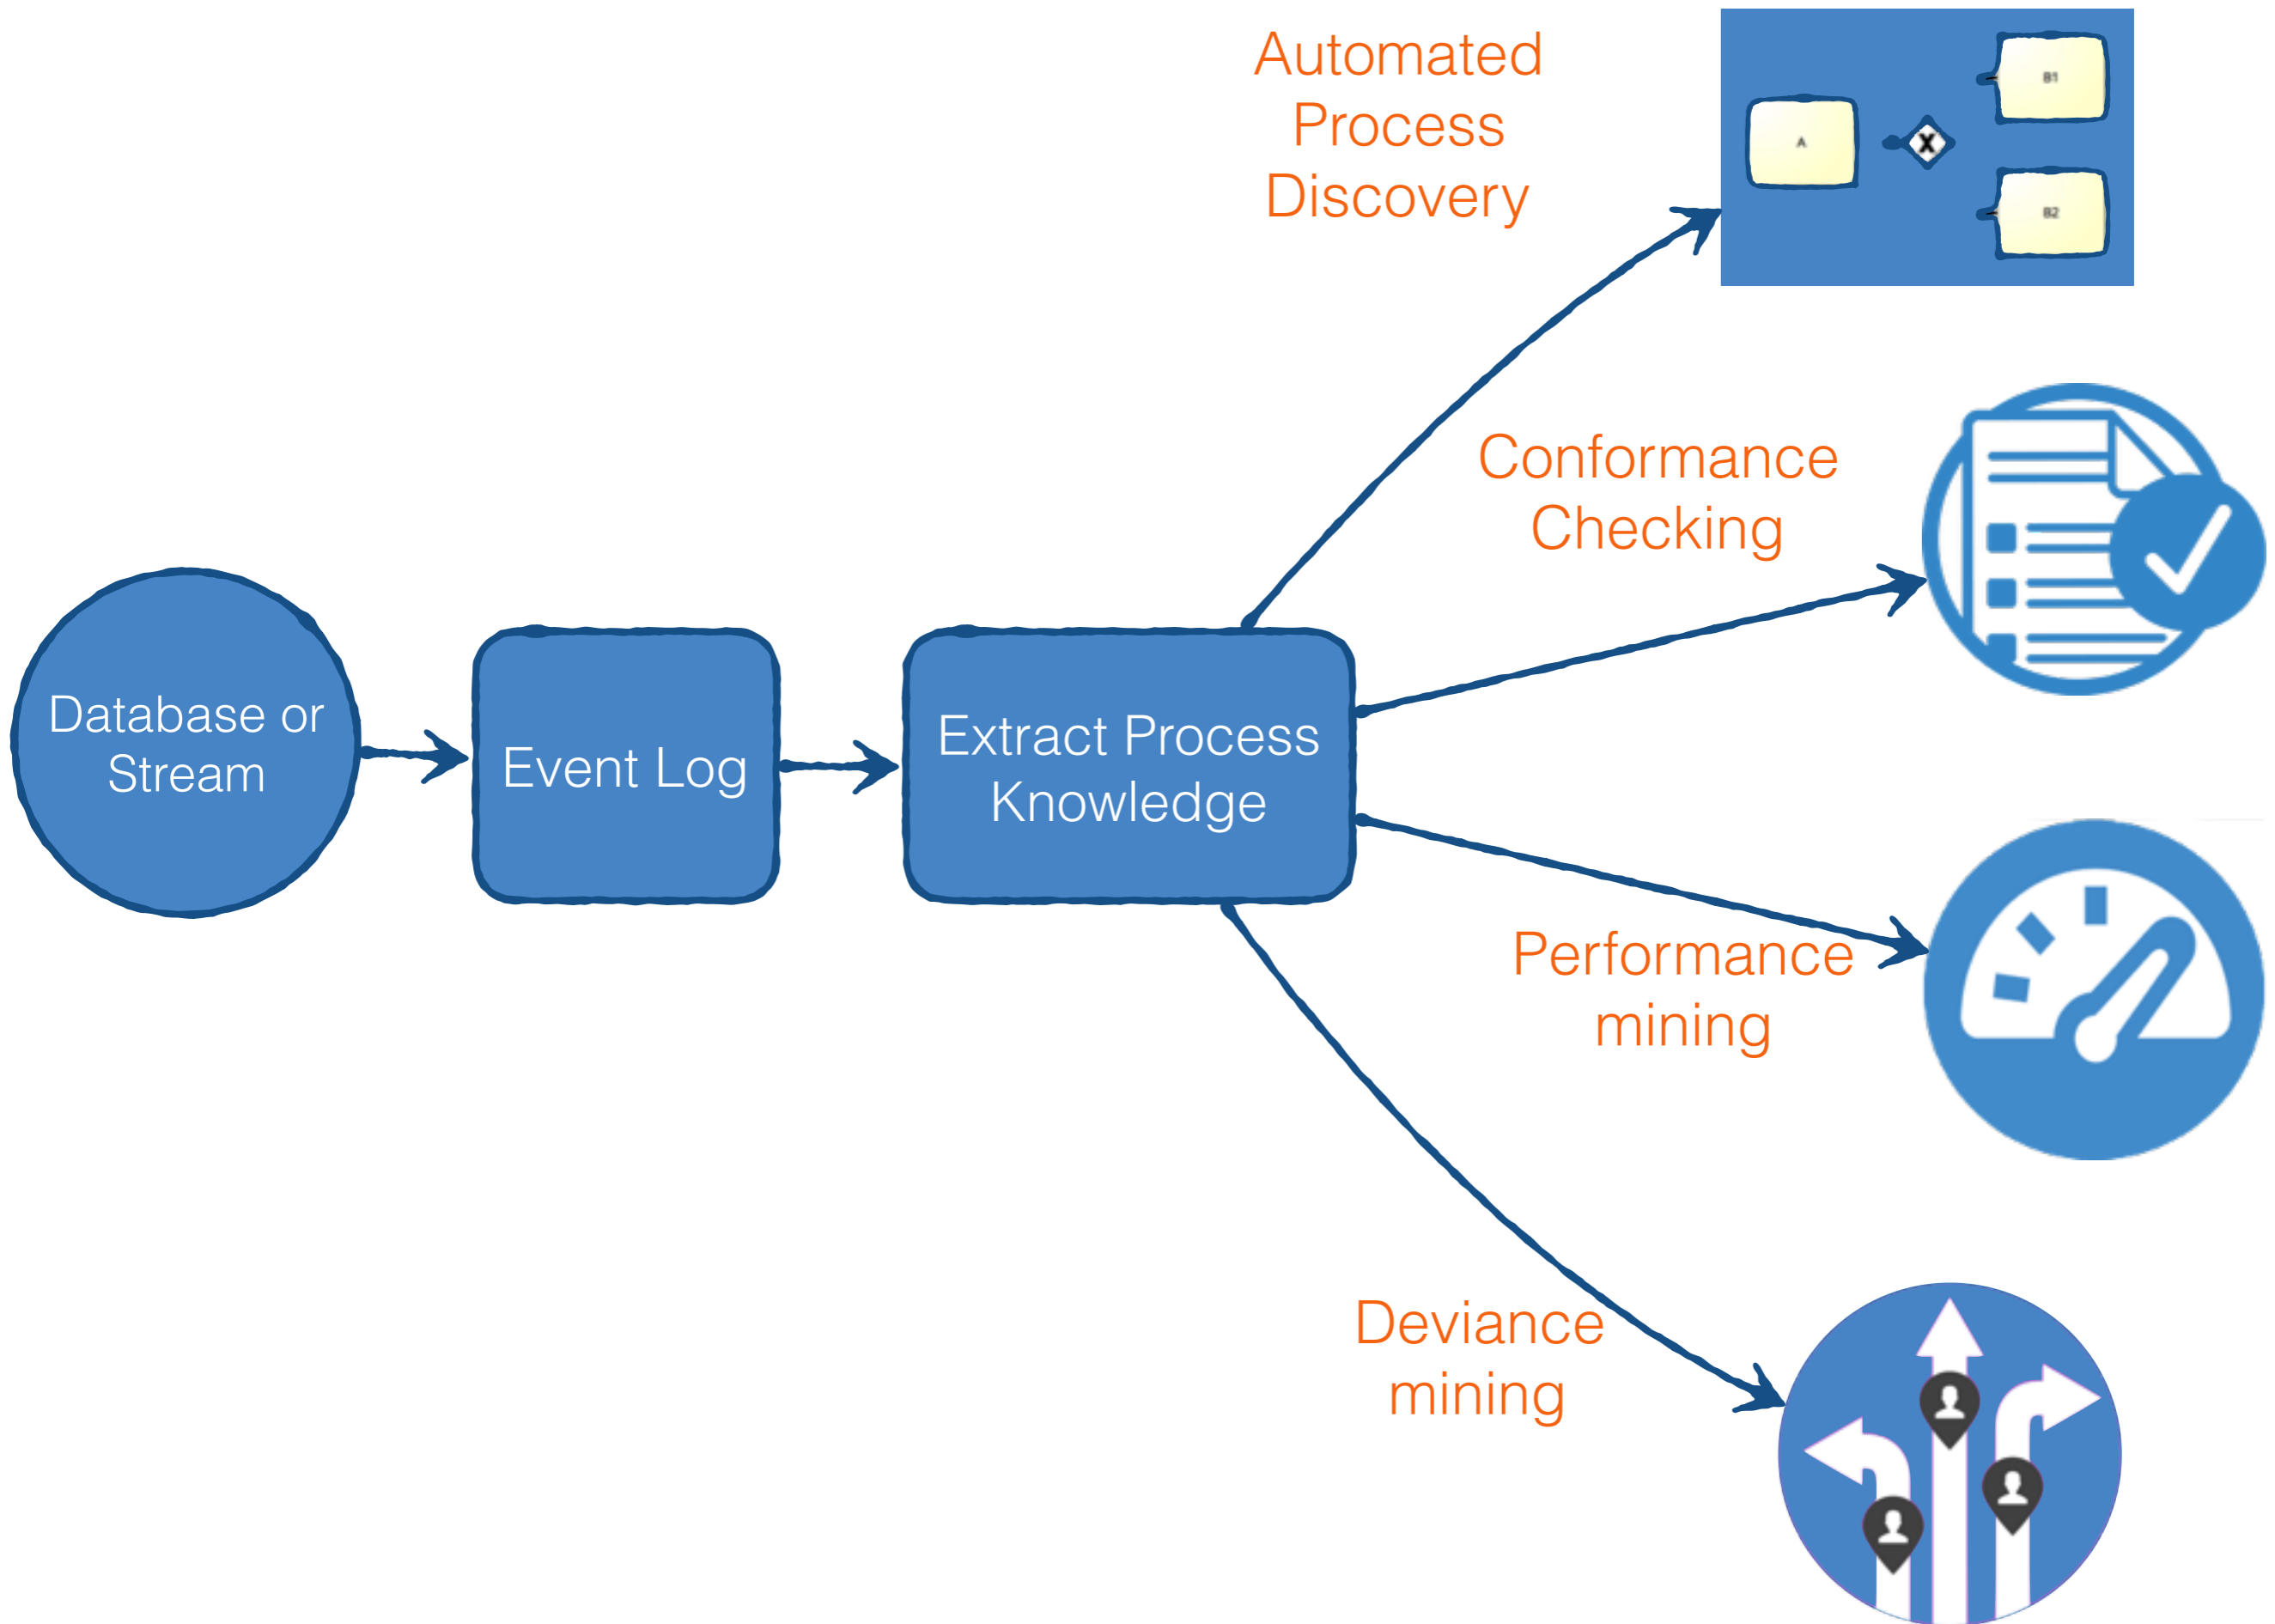 Automated
Process
Discovery
A
X
B1
B2
Conformance
Checking
Database or
Stream
Event Log
Extract Process
Knowledge
Performance
mining
Deviance
mining